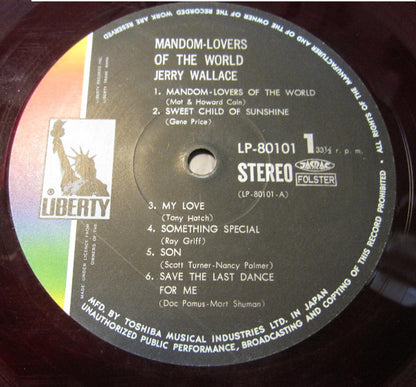 MANDOM-LOVERS
OF THE WORLD
JERRY WALLACE
1. MANDOM-LOVERS OF THE WORLD
(Mat & Howard Cain)
2. SWEET CHILD OF SUNSHINE
(Gene Price)
LP-80101 1 33⅓ r. p. m.
STEREO JASRAC
(LP-80101-A) FOLSTER
® LIBERTY
3. MY LOVE
(Tony Hatch)
4. SOMETHING SPECIAL
(Ray Griff)
5. SON
(Scott Turner-Nancy Palmer)
6. SAVE THE LAST DANCE
FOR ME
(Doc Pomus-Mort Shuman)
MFD. BY TOSHIBA MUSICAL INDUSTRIES LTD. IN JAPAN
ALL RIGHTS OF THE MANUFACTURER AND OF THE OWNER OF THE RECORDED WORK ARE RESERVED
UNAUTHORIZED PUBLIC PERFORMANCE, BROADCASTING AND COPYING OF THIS RECORD PROHIBITED